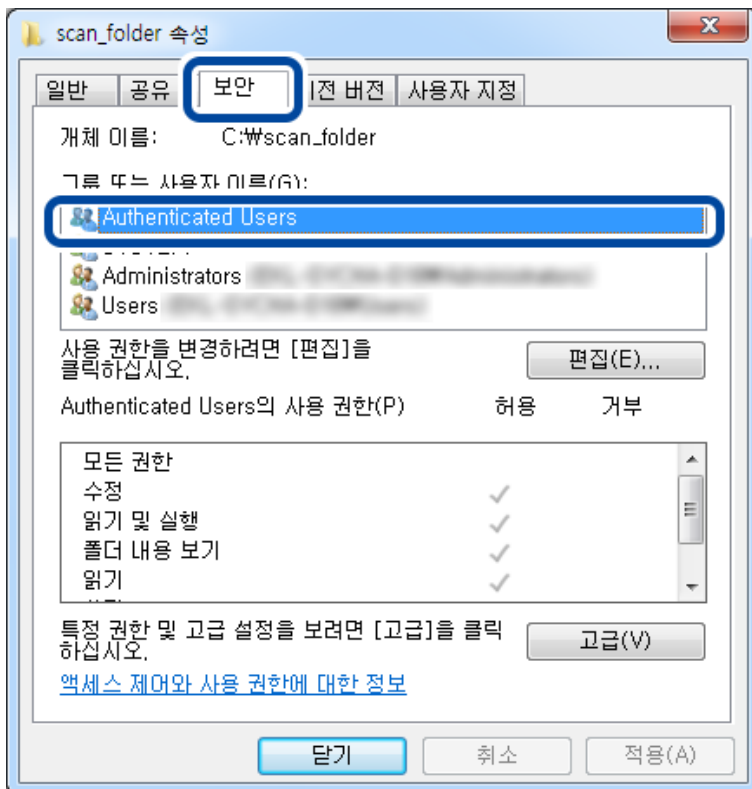 scan_folder 속성
일반 공유 보안 전 버전 사용자 지정
개체 이름: C:₩scan_folder
그룹 또는 사용자 이름(G):
Authenticated Users
Administrators
Users
사용 권한을 변경하려면 [편집]을
클릭하십시오.
편집(E)...
Authenticated Users의 사용 권한(P) 허용 거부
모든 권한
수정
읽기 및 실행
폴더 내용 보기
읽기
특정 권한 및 고급 설정을 보려면 [고급]을 클릭
하십시오.
고급(V)
액세스 제어와 사용 권한에 대한 정보
닫기 취소 적용(A)